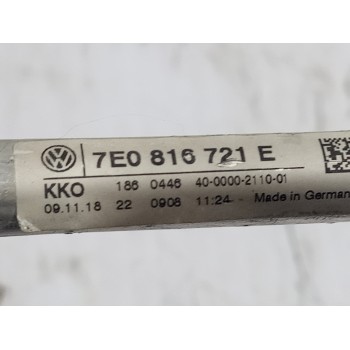 7E0 816 721 E
KKO 186 0446 40-0000-2110-01
09.11.18 22 0906 11:24 Made in German